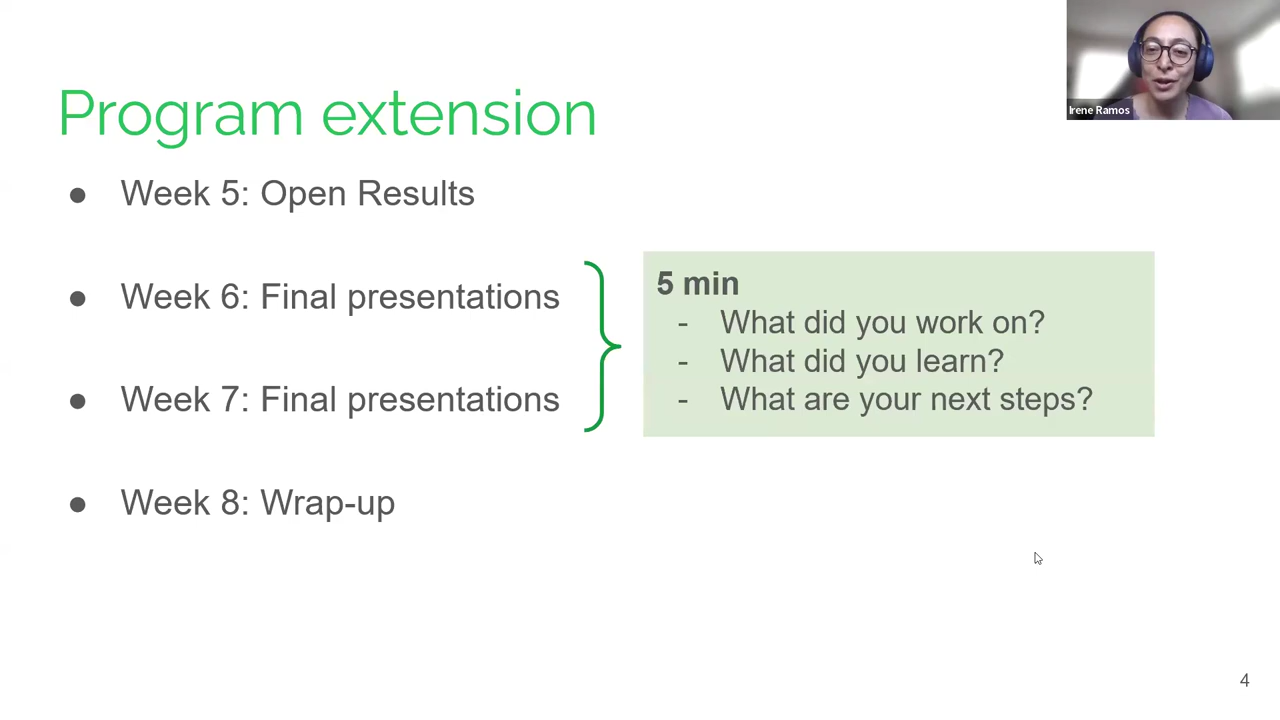 Irene Ramos
Program extension
● Week 5: Open Results
● Week 6: Final presentations
● Week 7: Final presentations
● Week 8: Wrap-up
5 min
- What did you work on?
- What did you learn?
- What are your next steps?
4